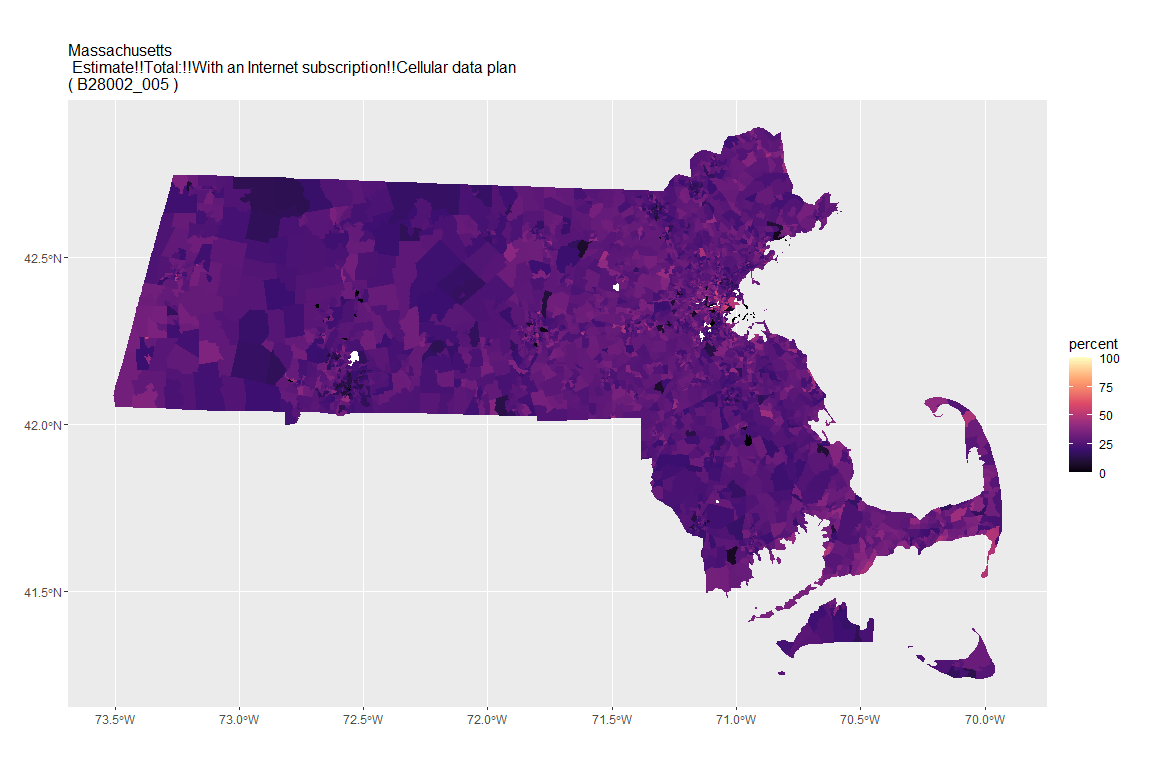 Massachusetts
Estimate!!Total:!!With an Internet subscription!!Cellular data plan
( B28002_005 )
42.5°N
42.0°N
41.5°N
73.5°W
73.0°W
72.5°W
72.0°W
71.5°W
71.0°W
70.5°W
70.0°W
percent
100
75
50
25
0